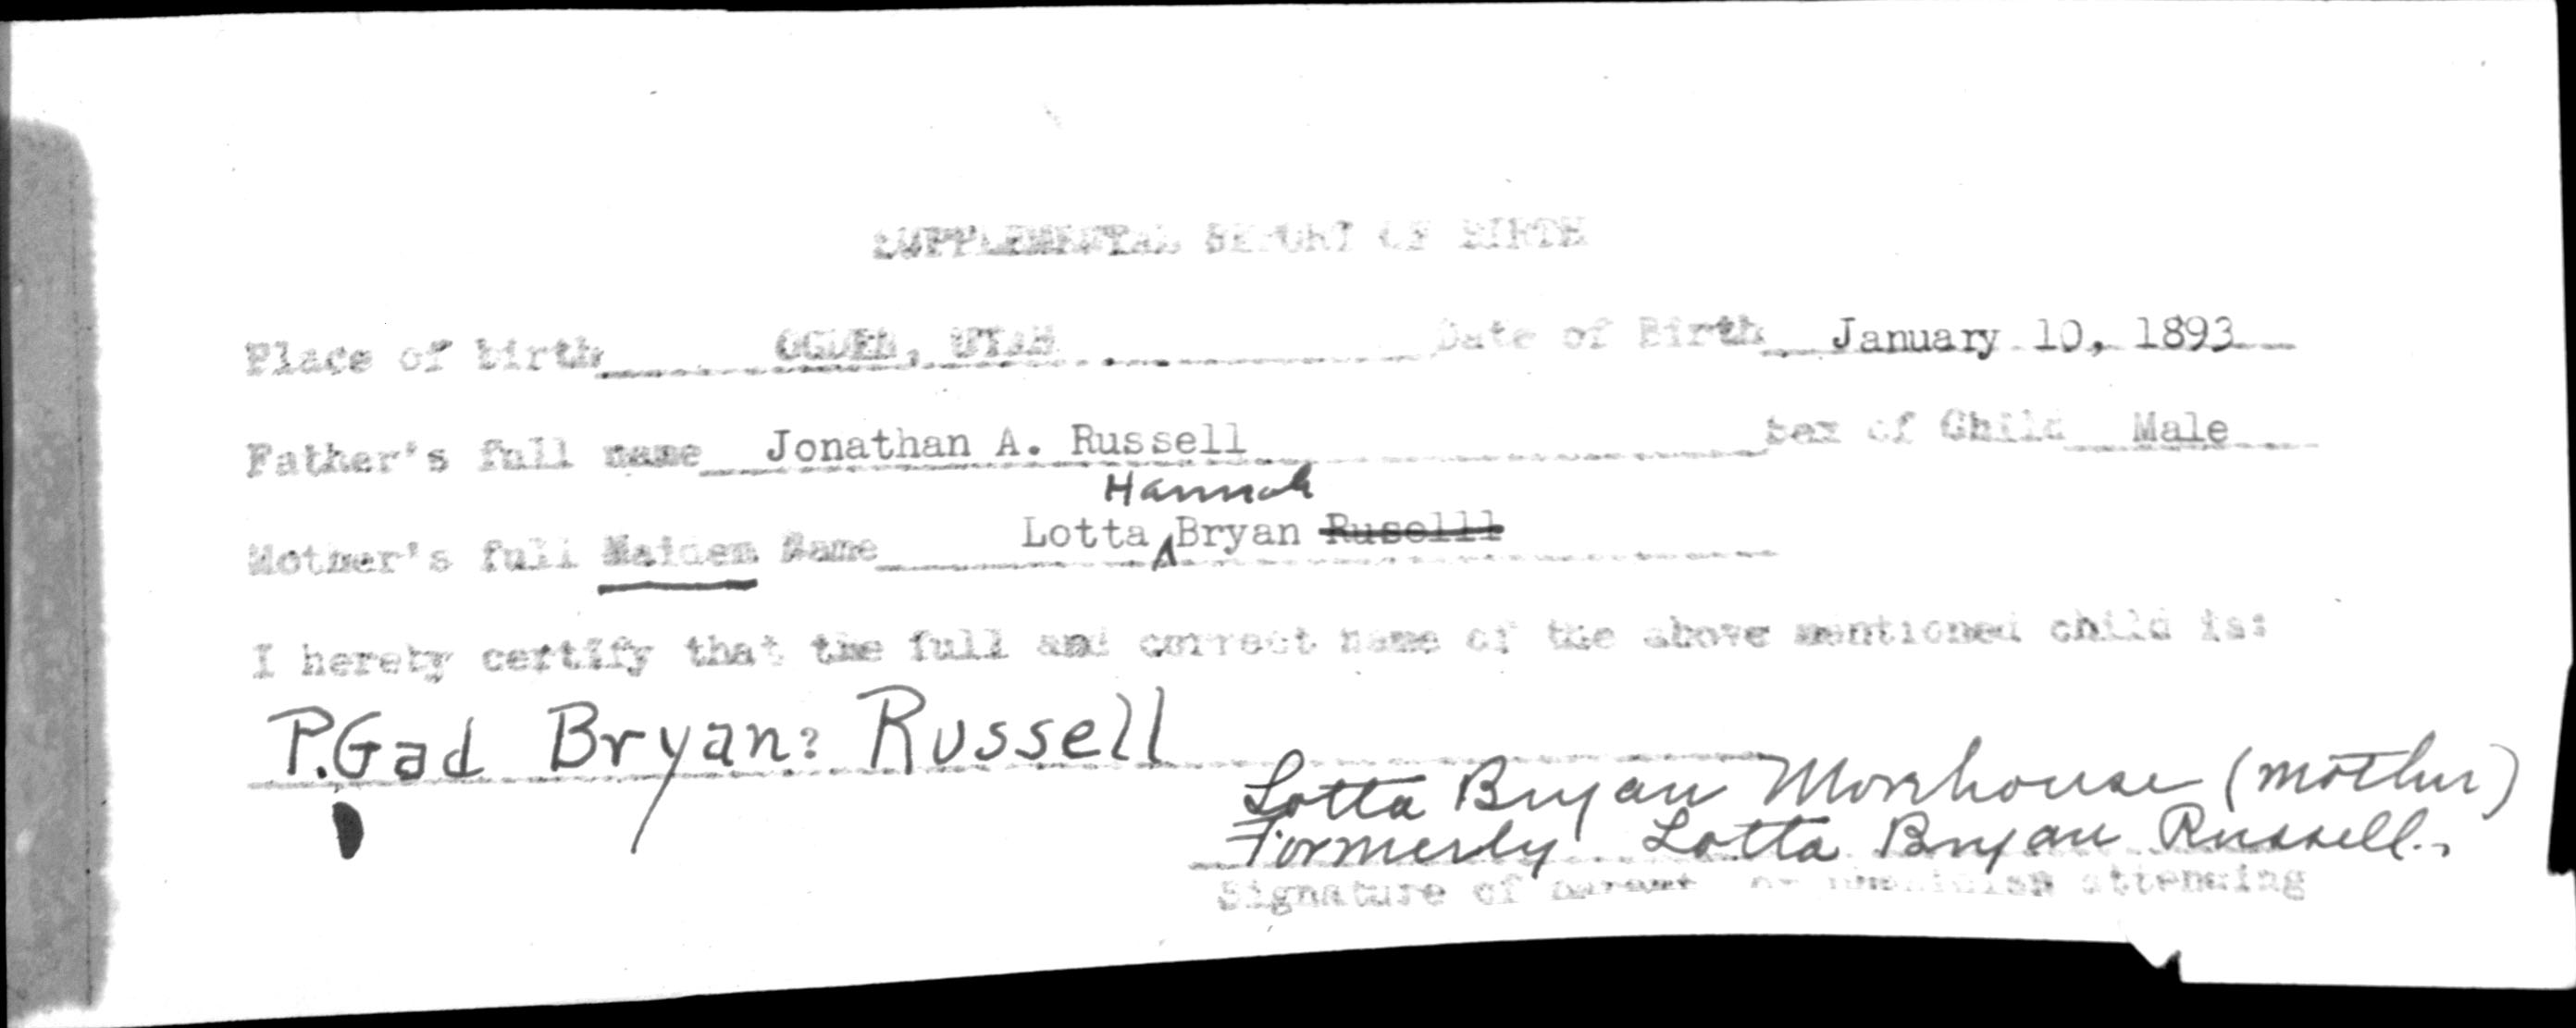 SUPPLEMENTAL REPORT OF BIRTH
Place of birth OGDEN, UTAH Date of Birth January 10, 1893
Father's full name Jonathan A. Russell Sex of Child Male
Hannah
Mother's full Maiden Name Lotta ^ Bryan Ruselll
I hereby certify that the full and correct name of the above mentioned child is:
P. Gad Bryan: Russell
Lotta Bryan Morehouse (mother)
Formerly Lotta Bryan Russell.
Signature of parent or physician attending